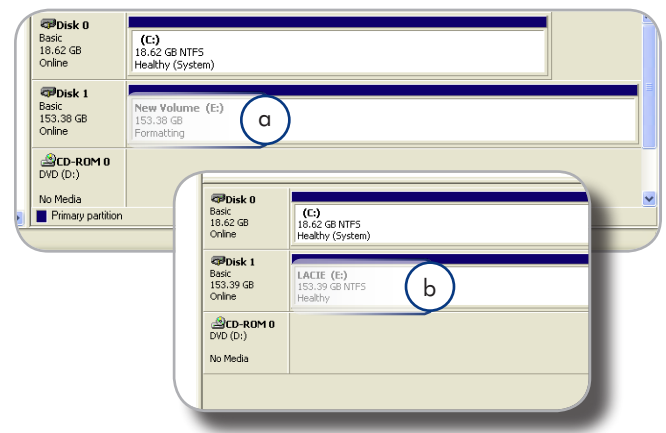 Disk 0
Basic
18.62 GB
Online
(C:)
18.62 GB NTFS
Healthy (System)
Disk 1
Basic
153.38 GB
Online
New Volume (E:)
153.38 GB
Formatting
a
CD-ROM 0
DVD (D:)
No Media
Primary partition
Disk 0
Basic
18.62 GB
Online
(C:)
18.62 GB NTFS
Healthy (System)
Disk 1
Basic
153.39 GB
Online
LACIE (E:)
153.39 GB NTFS
Healthy
b
CD-ROM 0
DVD (D:)
No Media